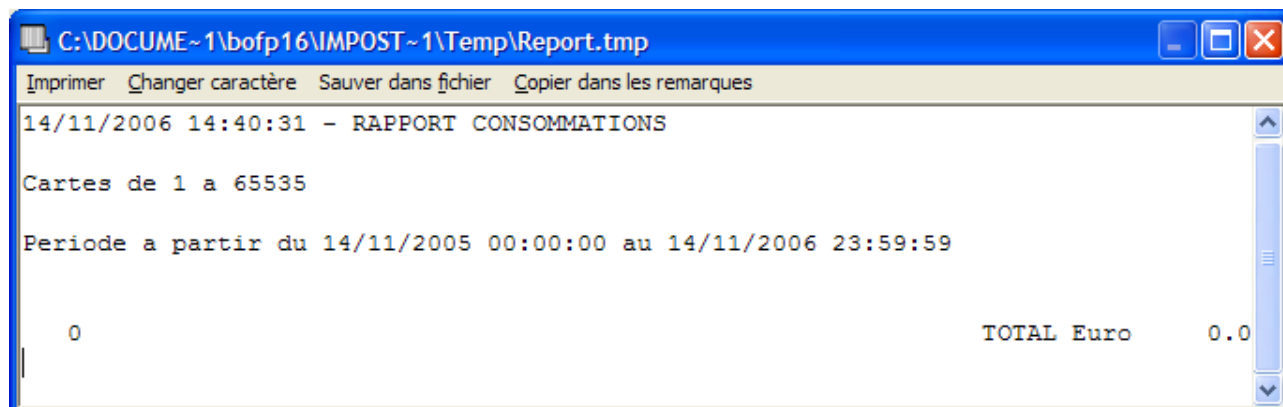 C:\DOCUME~1\bofp16\IMPOST~1\Temp\Report.tmp
Imprimer Changer caractère Sauver dans fichier Copier dans les remarques
14/11/2006 14:40:31 - RAPPORT CONSOMMATIONS
Cartes de 1 a 65535
Periode a partir du 14/11/2005 00:00:00 au 14/11/2006 23:59:59
0 TOTAL Euro 0.0